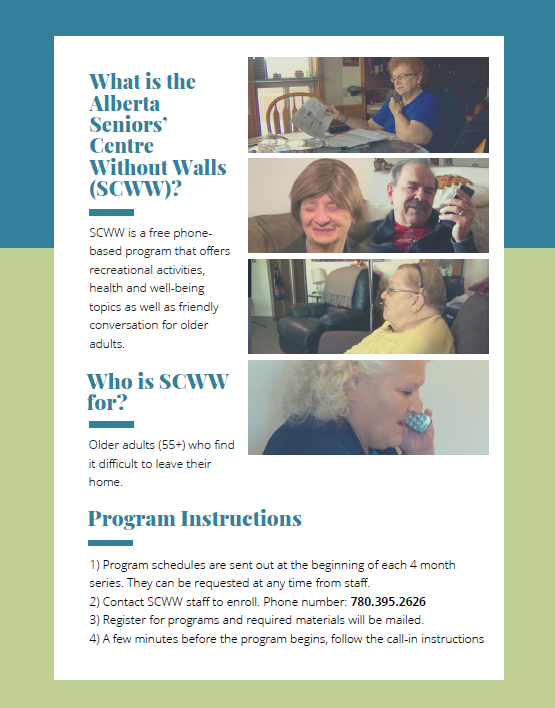 What is the
Alberta
Seniors’
Centre
Without Walls
(SCWW)?
SCWW is a free phone-
based program that offers
recreational activities,
health and well-being
topics as well as friendly
conversation for older
adults.
Who is SCWW
for?
Older adults (55+) who find
it difficult to leave their
home.
Program Instructions
1) Program schedules are sent out at the beginning of each 4 month
series. They can be requested at any time from staff.
2) Contact SCWW staff to enroll. Phone number: 780.395.2626
3) Register for programs and required materials will be mailed.
4) A few minutes before the program begins, follow the call-in instructions